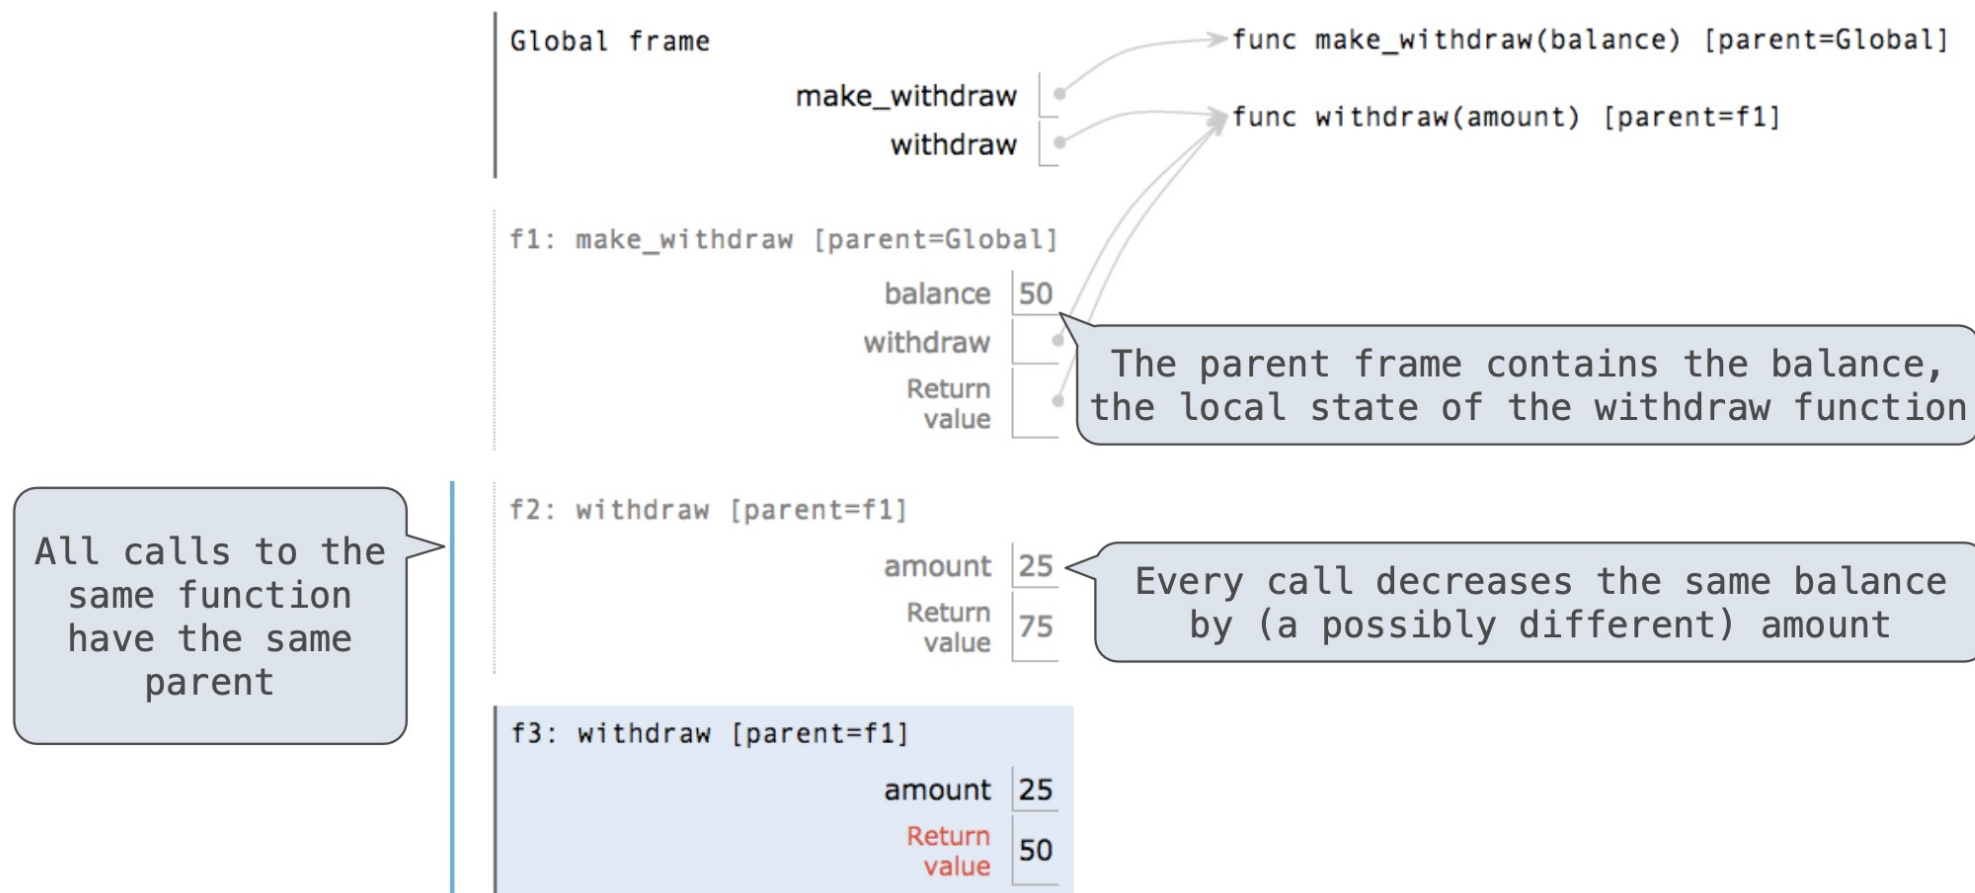 Global frame
make_withdraw
withdraw
func make_withdraw(balance) [parent=Global]
func withdraw(amount) [parent=f1]
f1: make_withdraw [parent=Global]
balance 50
withdraw
Return
value
The parent frame contains the balance,
the local state of the withdraw function
All calls to the
same function
have the same
parent
f2: withdraw [parent=f1]
amount 25
Return
value 75
Every call decreases the same balance
by (a possibly different) amount
f3: withdraw [parent=f1]
amount 25
Return
value 50